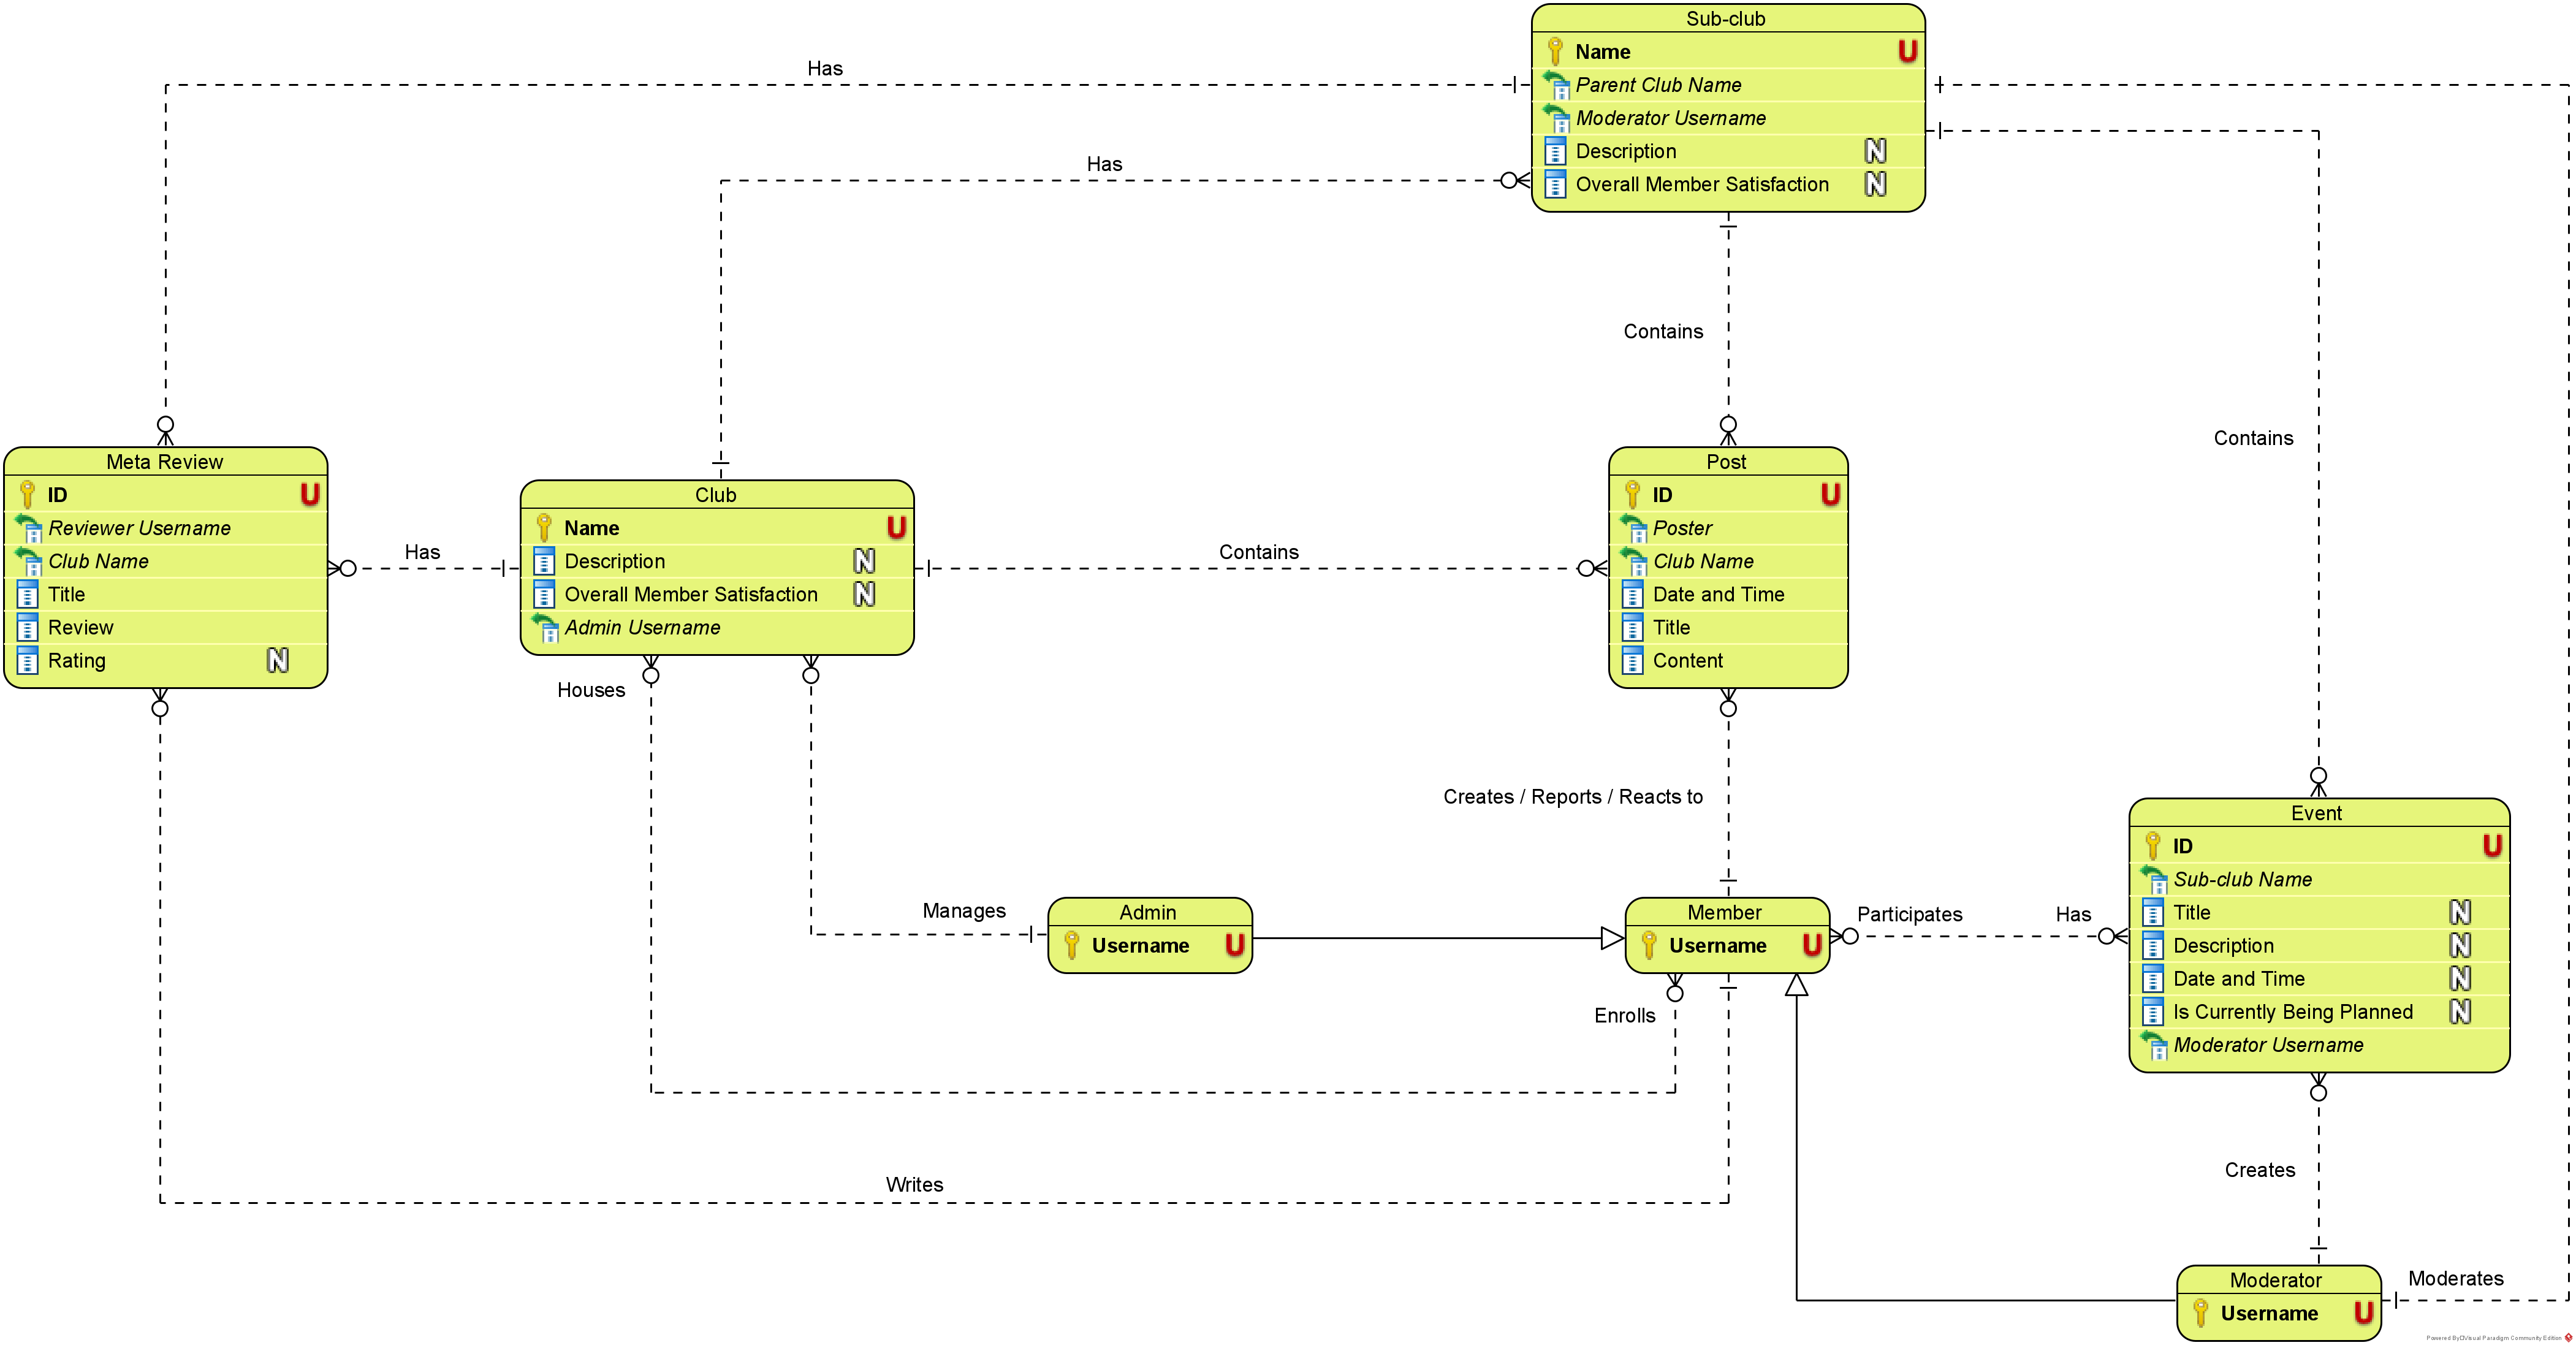 Sub-club
Name U
Parent Club Name
Moderator Username
Description N
Overall Member Satisfaction N
Has
Has
Contains
Contains
Meta Review
ID U
Reviewer Username
Club Name
Title
Review
Rating N
Has
Club
Name U
Description N
Overall Member Satisfaction N
Admin Username
Contains
Post
ID U
Poster
Club Name
Date and Time
Title
Content
Houses
Creates / Reports / Reacts to
Manages
Admin
Username U
Member
Username U
Participates
Has
Event
ID U
Sub-club Name
Title N
Description N
Date and Time N
Is Currently Being Planned N
Moderator Username
Enrolls
Writes
Creates
Moderator
Username U
Moderates
Powered By Visual Paradigm Community Edition